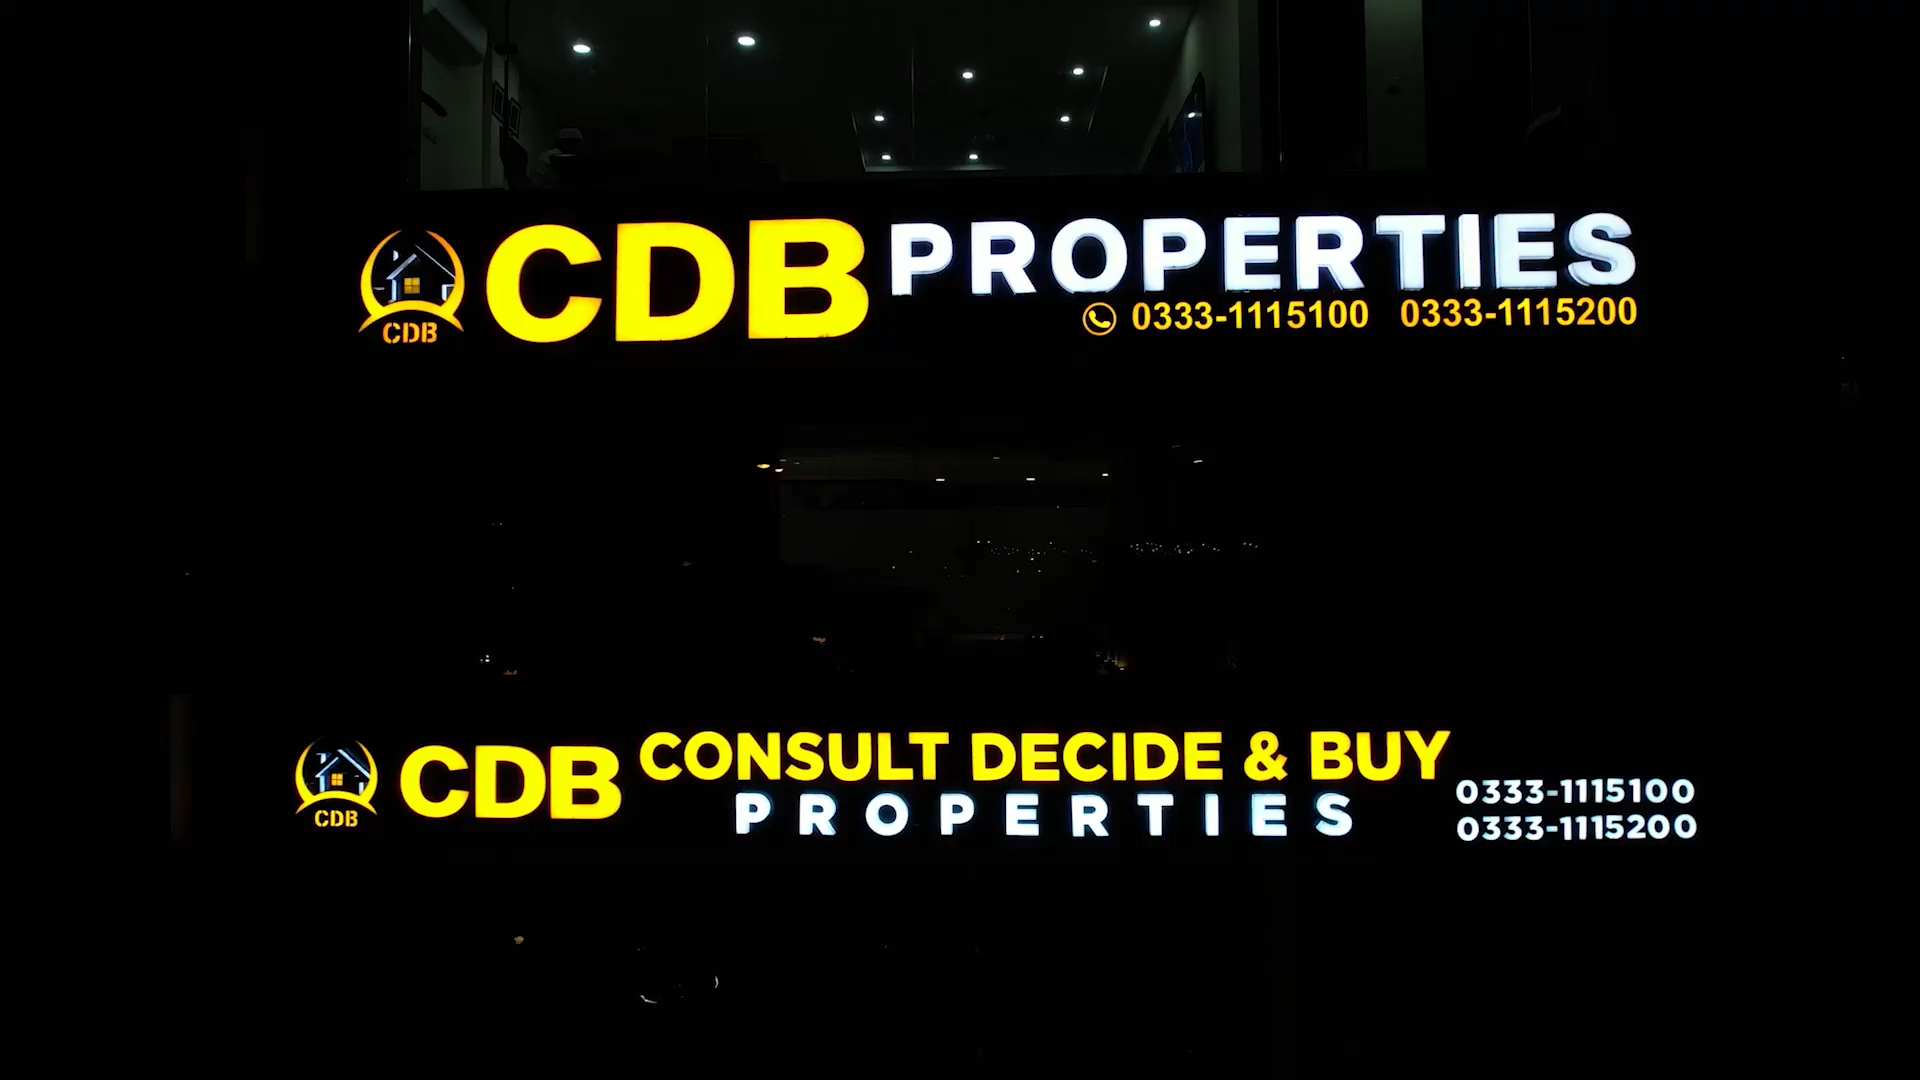 CDB PROPERTIES
CDB
0333-1115100 0333-1115200
CDB CONSULT DECIDE & BUY
PROPERTIES
CDB
0333-1115100
0333-1115200